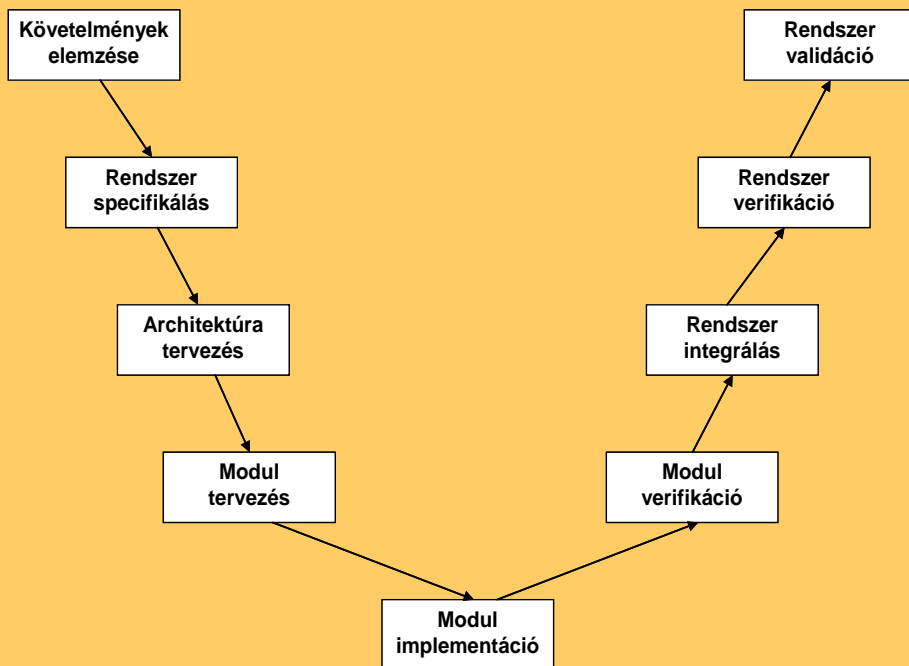 Követelmények
elemzése
Rendszer
validáció
Rendszer
specifikálás
Rendszer
verifikáció
Architektúra
tervezés
Rendszer
integrálás
Modul
tervezés
Modul
verifikáció
Modul
implementáció